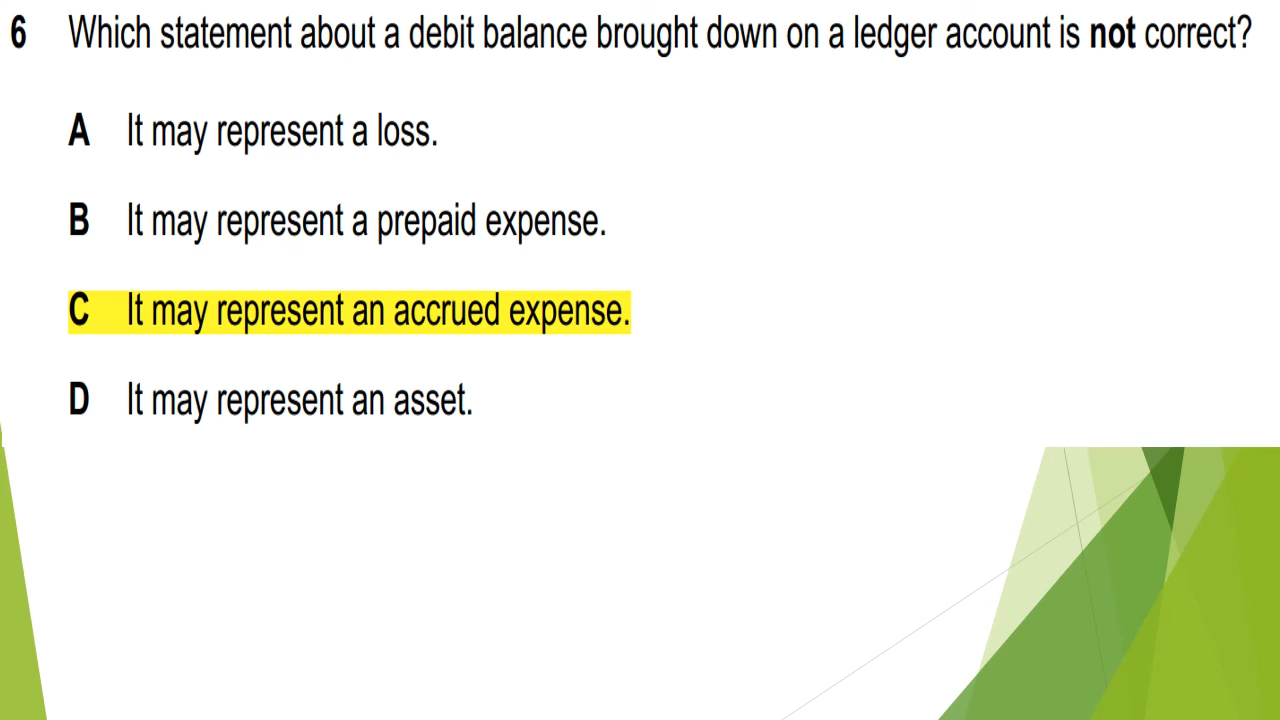 6 Which statement about a debit balance brought down on a ledger account is not correct?
A It may represent a loss.
B It may represent a prepaid expense.
C It may represent an accrued expense.
D It may represent an asset.